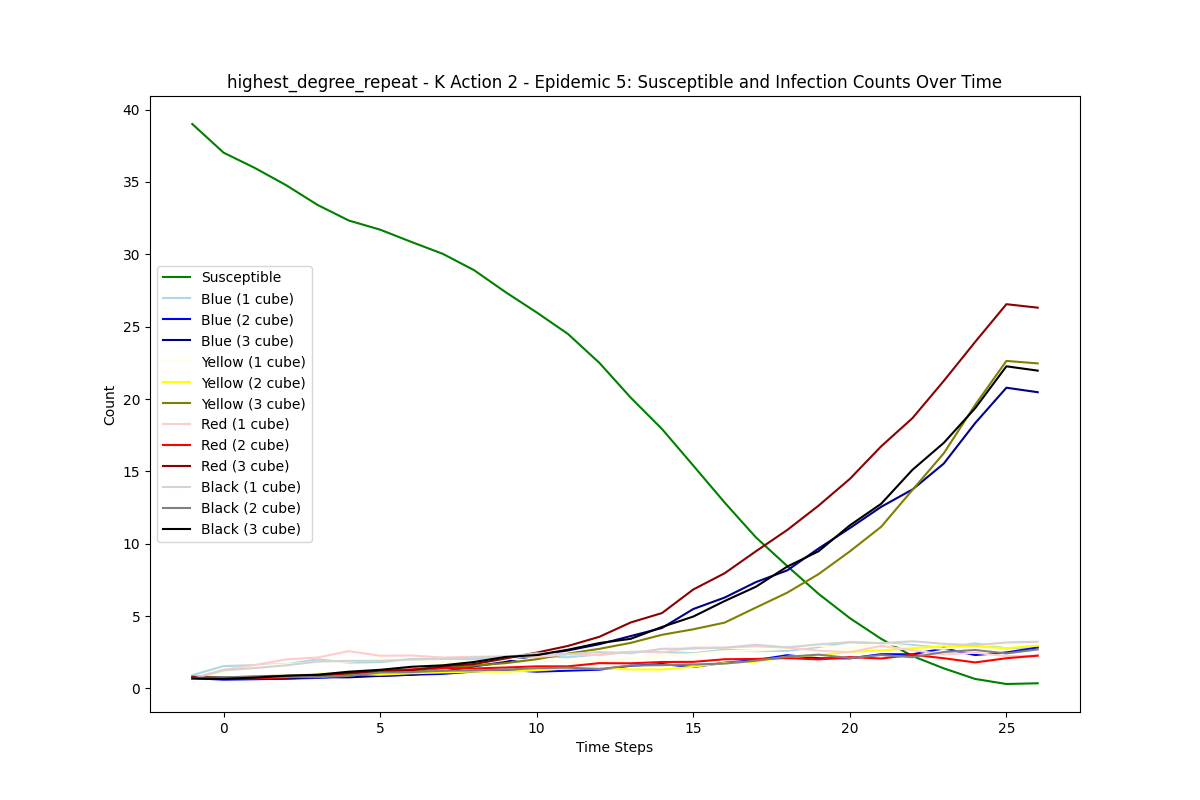 highest_degree_repeat - K Action 2 - Epidemic 5: Susceptible and Infection Counts Over Time
40
35
30
25
20
15
10
5
0
Count
Susceptible
Blue (1 cube)
Blue (2 cube)
Blue (3 cube)
Yellow (1 cube)
Yellow (2 cube)
Yellow (3 cube)
Red (1 cube)
Red (2 cube)
Red (3 cube)
Black (1 cube)
Black (2 cube)
Black (3 cube)
0 5 10 15 20 25
Time Steps